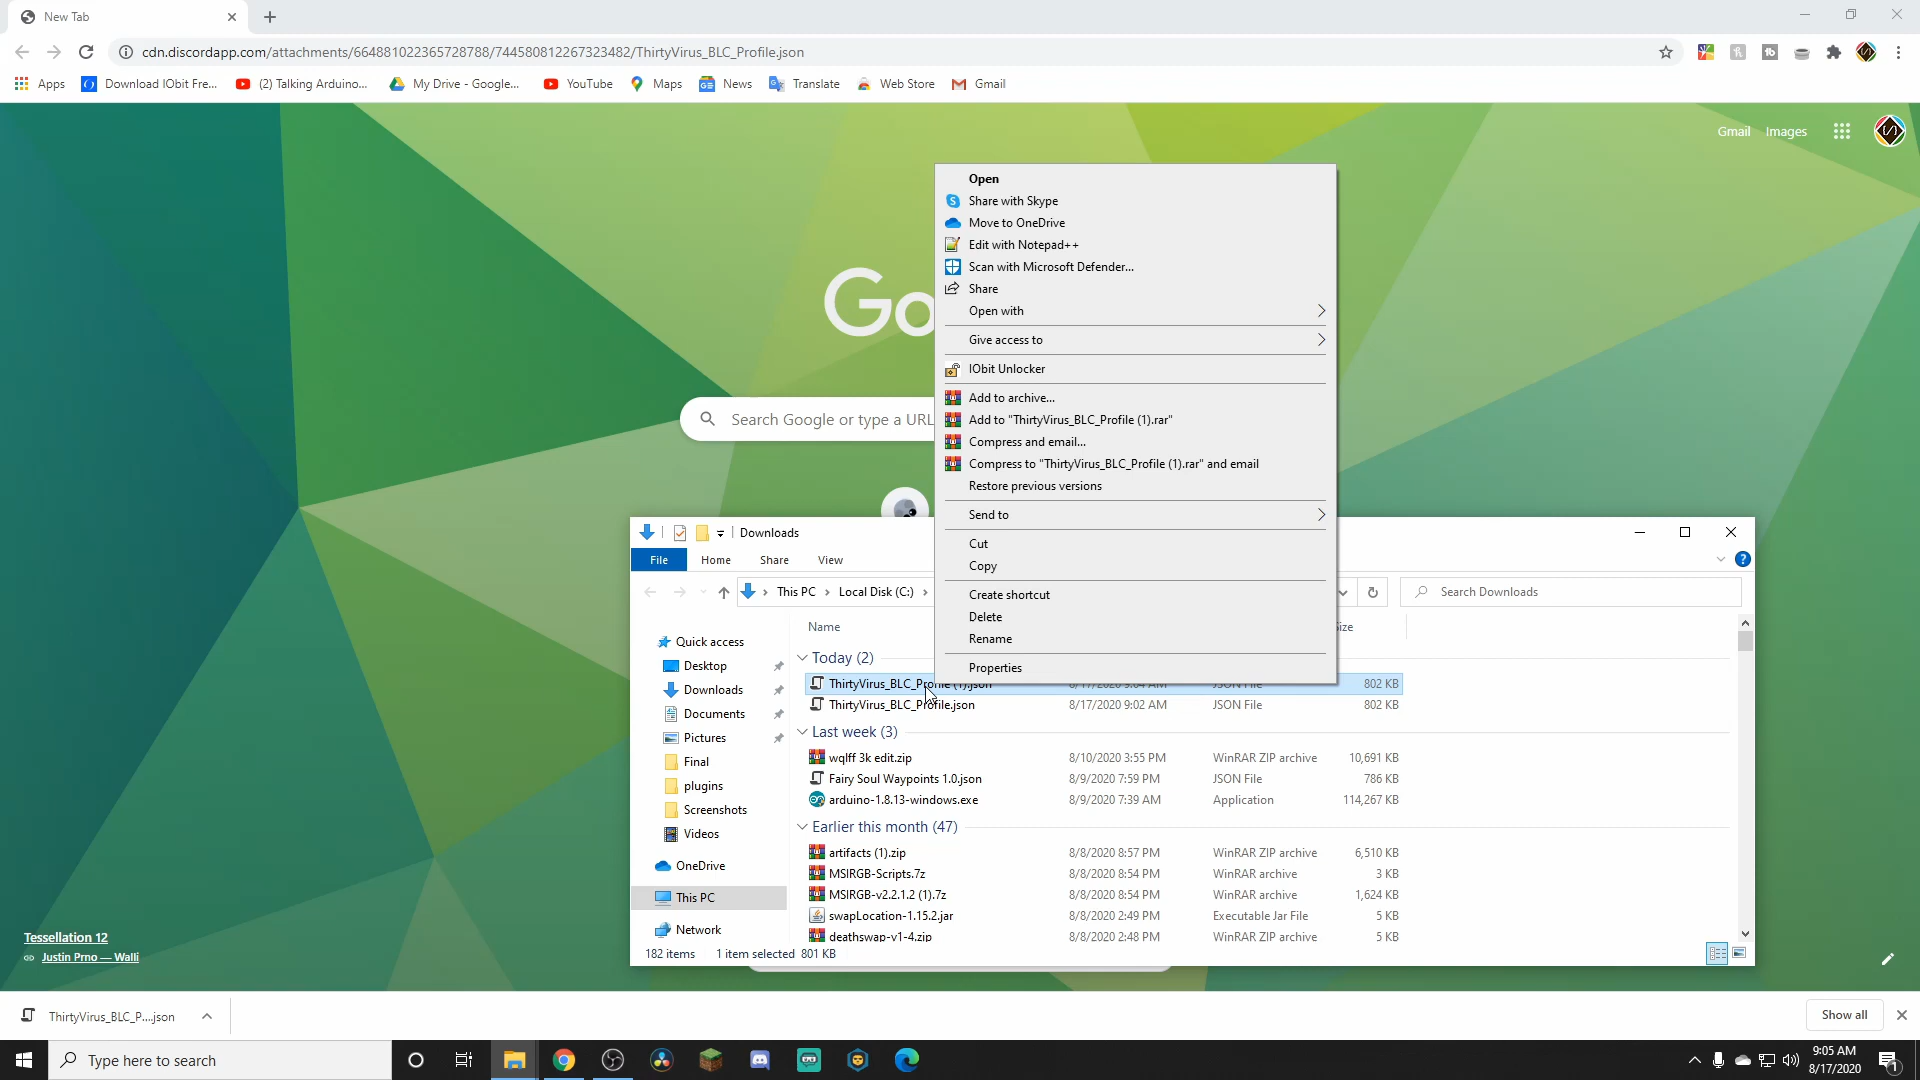 New Tab
cdn.discordapp.com/attachments/664881022365728788/744580812267323482/ThirtyVirus_BLC_Profile.json
Apps
Download IObit Fre...
(2) Talking Arduino...
My Drive - Google...
YouTube
Maps
News
Translate
Web Store
Gmail
Gmail
Images
Go
Search Google or type a URL
Open
Share with Skype
Move to OneDrive
Edit with Notepad++
Scan with Microsoft Defender...
Share
Open with
Give access to
IObit Unlocker
Add to archive...
Add to "ThirtyVirus_BLC_Profile (1).rar"
Compress and email...
Compress to "ThirtyVirus_BLC_Profile (1).rar" and email
Restore previous versions
Send to
Cut
Copy
Create shortcut
Delete
Rename
Properties
Downloads
File
Home
Share
View
This PC
Local Disk (C:)
Search Downloads
Name
Size
Quick access
Desktop
Downloads
Documents
Pictures
Final
plugins
Screenshots
Videos
OneDrive
This PC
Network
Today (2)
ThirtyVirus_BLC_Profile (1).json 8/17/2020 9:04 AM JSON File 802 KB
ThirtyVirus_BLC_Profile.json 8/17/2020 9:02 AM JSON File 802 KB
Last week (3)
wqlff 3k edit.zip 8/10/2020 3:55 PM WinRAR ZIP archive 10,691 KB
Fairy Soul Waypoints 1.0.json 8/9/2020 7:59 PM JSON File 786 KB
arduino-1.8.13-windows.exe 8/9/2020 7:39 AM Application 114,267 KB
Earlier this month (47)
artifacts (1).zip 8/8/2020 8:57 PM WinRAR ZIP archive 6,510 KB
MSIRGB-Scripts.7z 8/8/2020 8:54 PM WinRAR archive 3 KB
MSIRGB-v2.2.1.2 (1).7z 8/8/2020 8:54 PM WinRAR archive 1,624 KB
swapLocation-1.15.2.jar 8/8/2020 2:49 PM Executable Jar File 5 KB
deathswap-v1-4.zip 8/8/2020 2:48 PM WinRAR ZIP archive 5 KB
182 items
1 item selected 801 KB
Tessellation 12
Justin Prno — Walli
ThirtyVirus_BLC_P....json
Show all
Type here to search
9:05 AM
8/17/2020
1